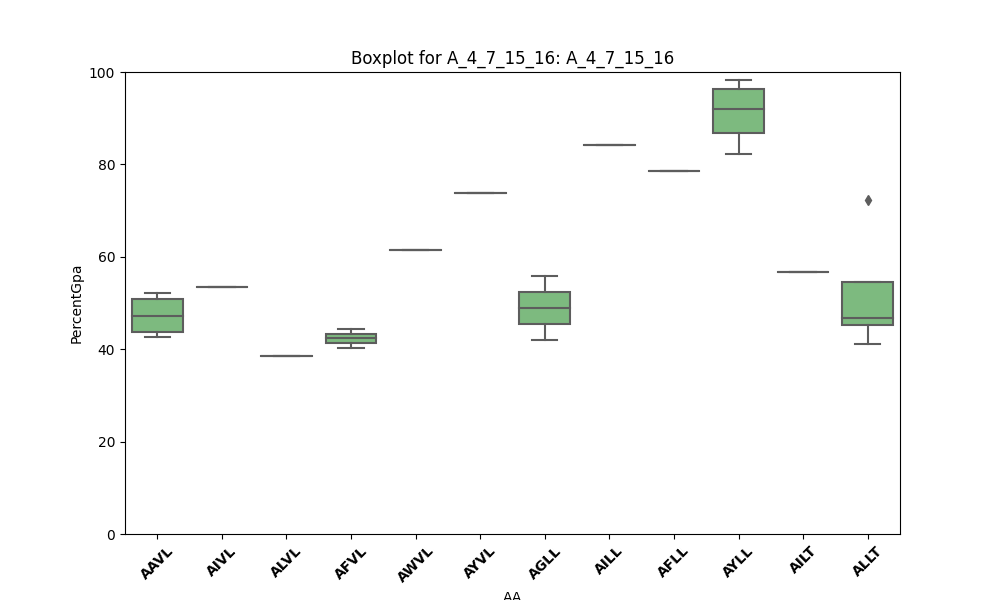 Boxplot for A_4_7_15_16: A_4_7_15_16
100
80
60
40
20
0
PercentGpa
AAVL
AIVL
ALVL
AFVL
AWVL
AYVL
AGLL
AILL
AFLL
AYLL
AILT
ALLT
AA